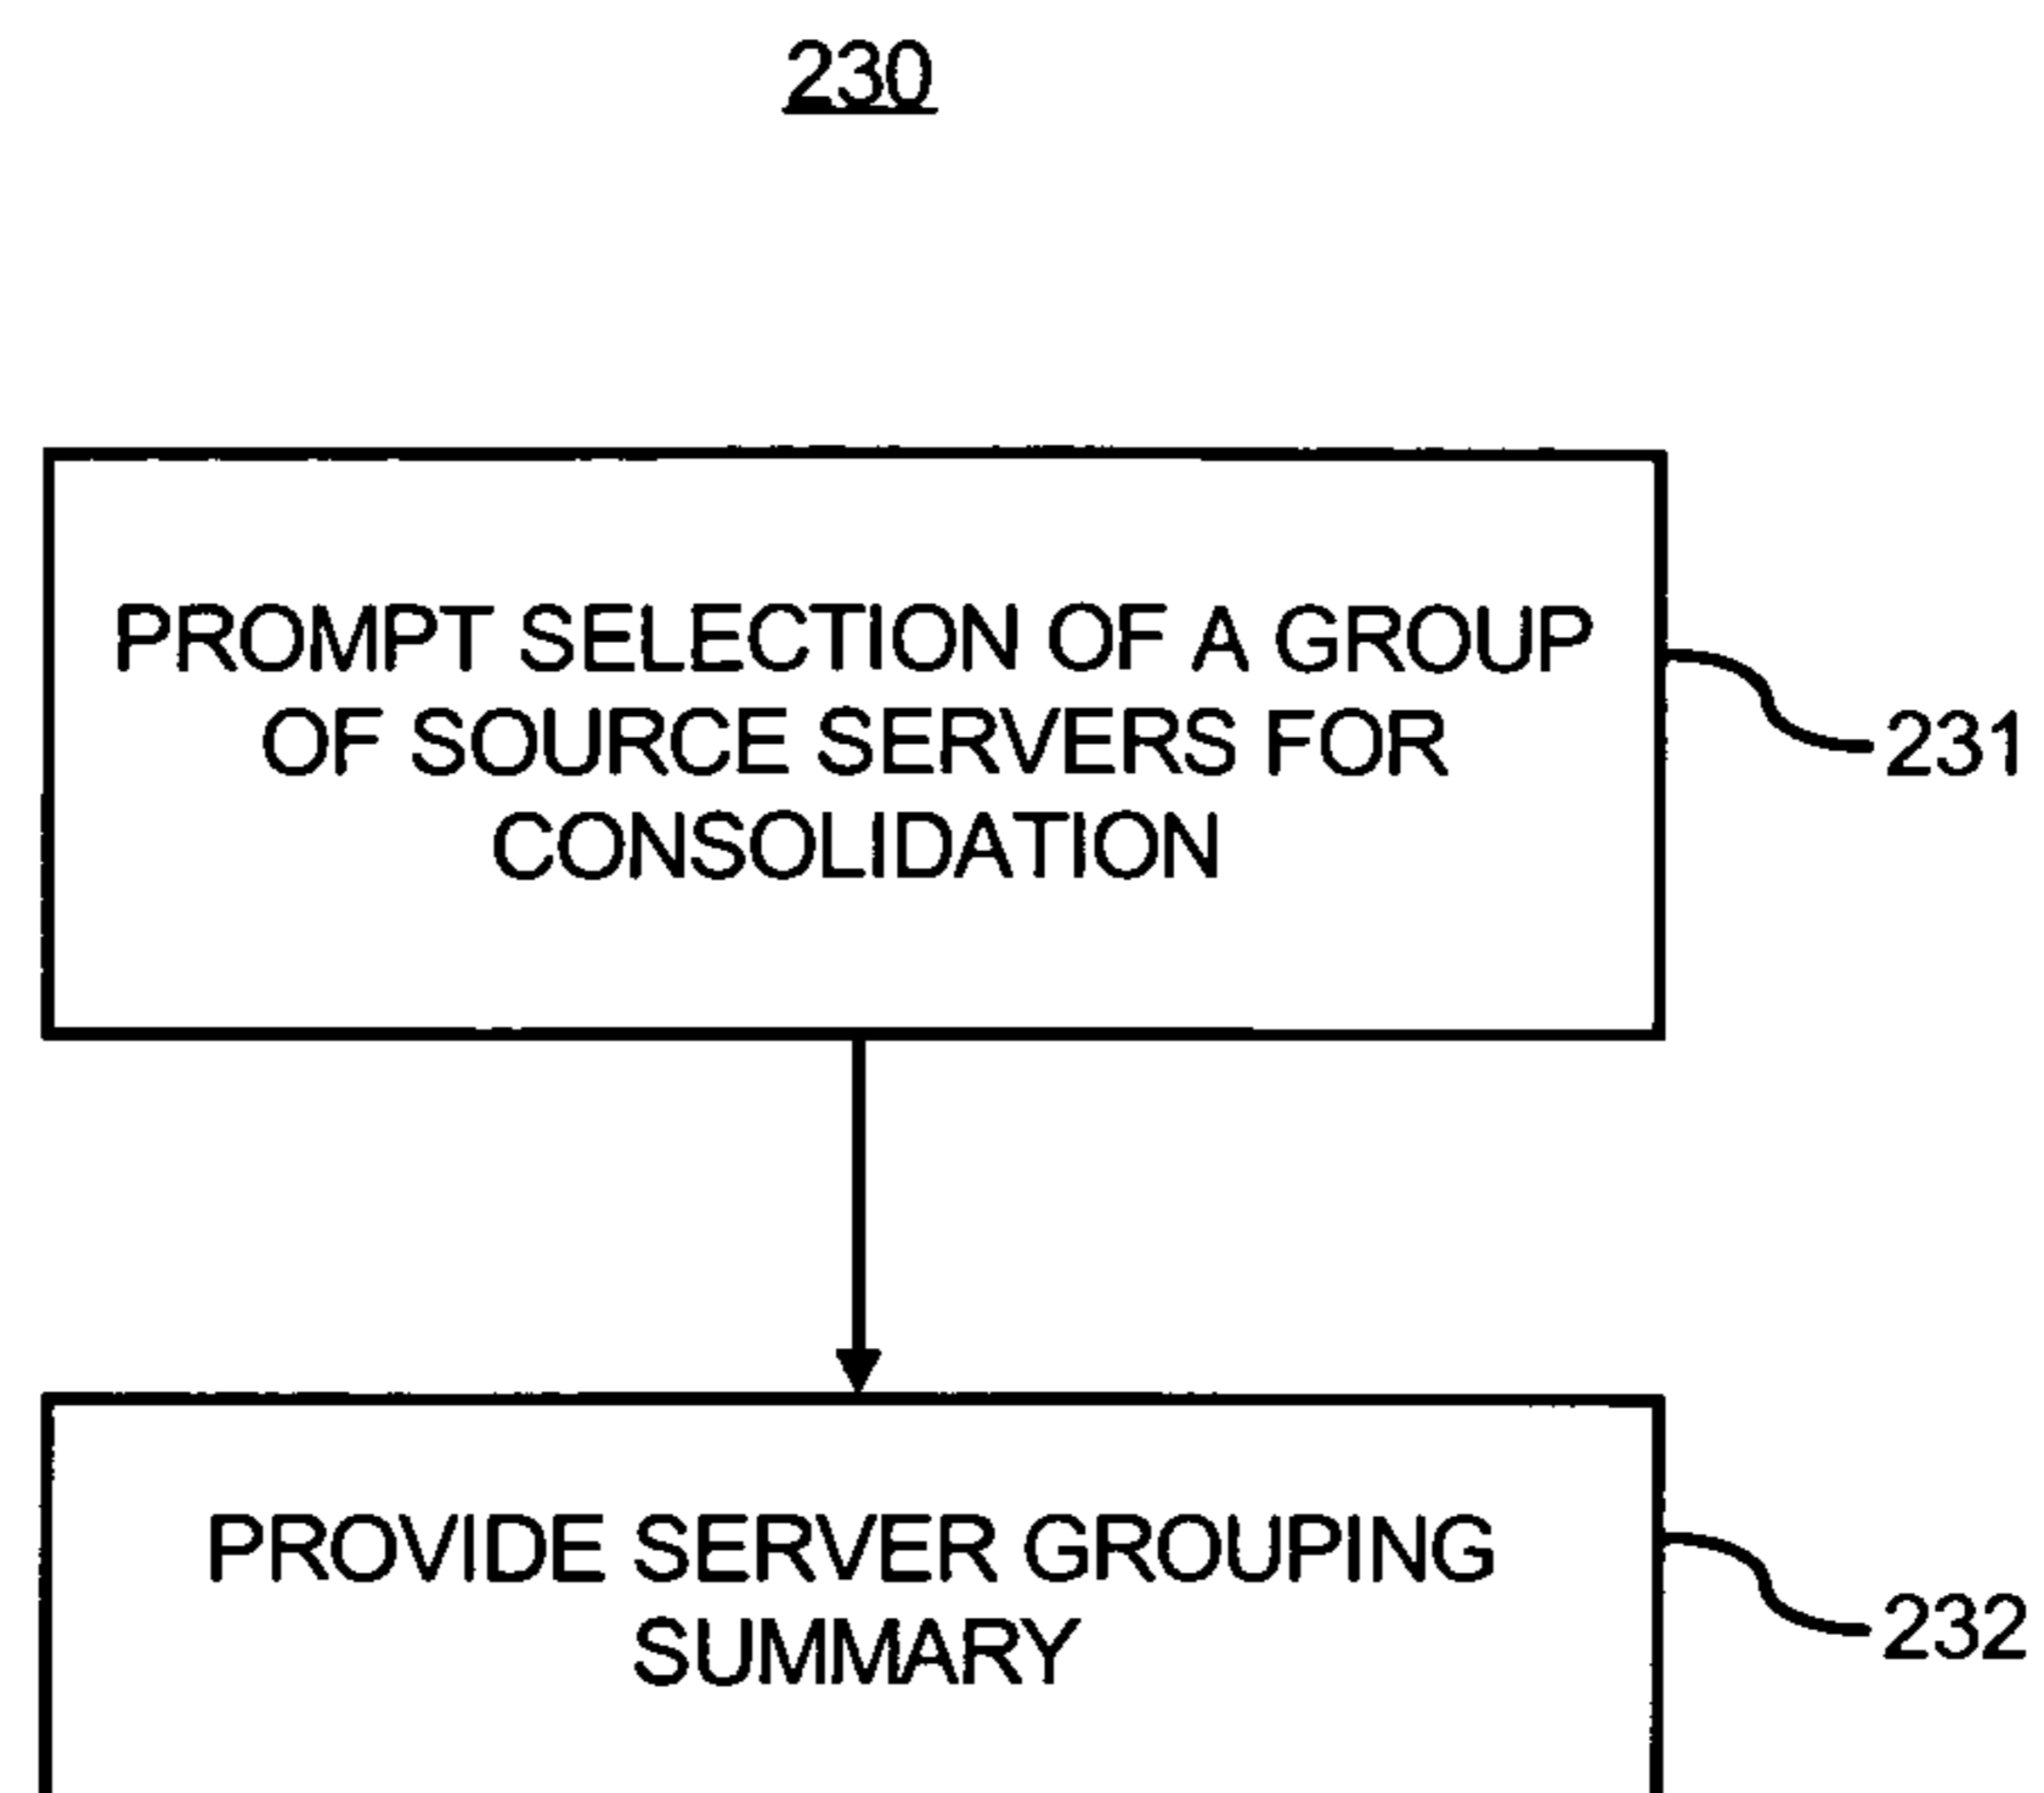 230
PROMPT SELECTION OF A GROUP
OF SOURCE SERVERS FOR
CONSOLIDATION
231
PROVIDE SERVER GROUPING
SUMMARY
232